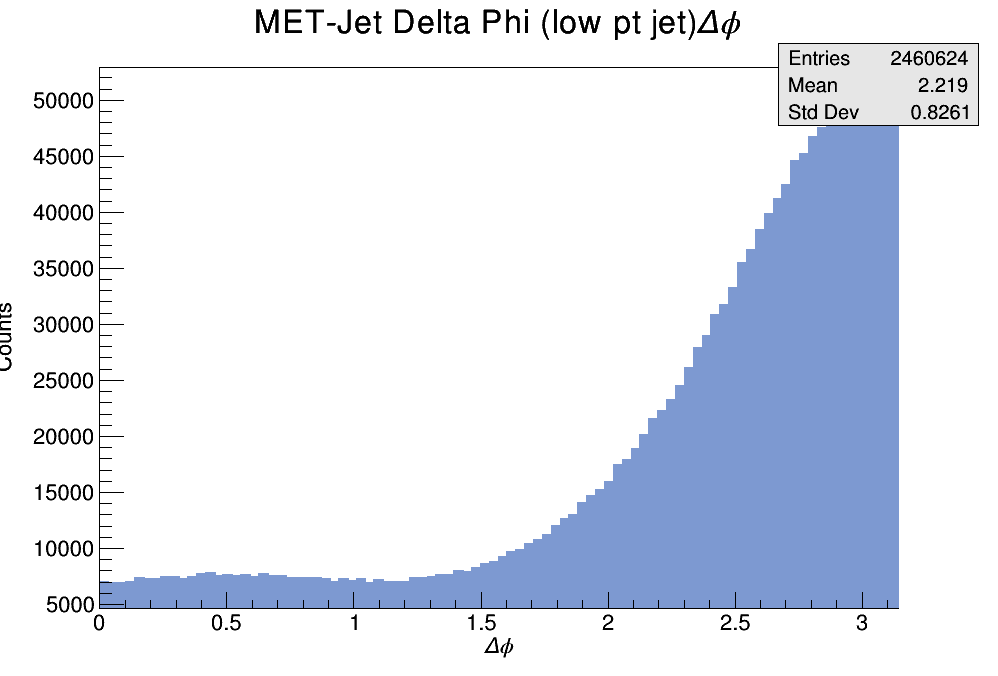 MET-Jet Delta Phi (low pt jet)Δϕ
Entries 2460624
Mean 2.219
Std Dev 0.8261
50000
45000
40000
35000
30000
25000
20000
15000
10000
5000
Counts
0 0.5 1 1.5 2 2.5 3
Δϕ